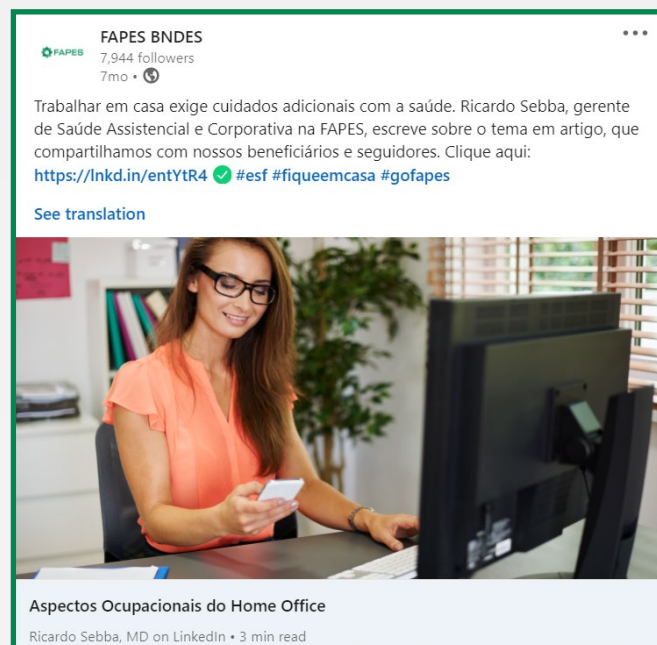 FAPES
FAPES BNDES
7,944 followers
7mo •
Trabalhar em casa exige cuidados adicionais com a saúde. Ricardo Sebba, gerente
de Saúde Assistencial e Corporativa na FAPES, escreve sobre o tema em artigo, que
compartilhamos com nossos beneficiários e seguidores. Clique aqui:
https://lnkd.in/entYtR4 ✅ #esf #fiqueemcasa #gofapes
See translation
Aspectos Ocupacionais do Home Office
Ricardo Sebba, MD on LinkedIn • 3 min read